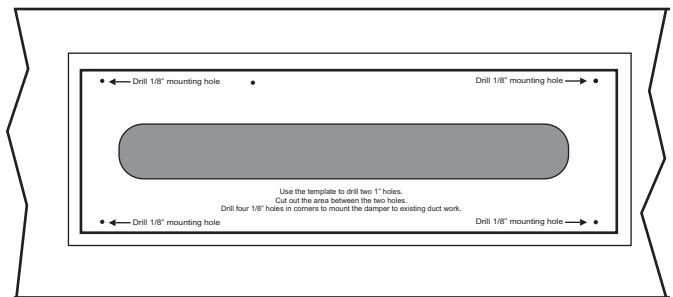 Drill 1/8" mounting hole
Drill 1/8" mounting hole
Use the template to drill two 1" holes.
Cut out the area between the two holes.
Drill four 1/8" holes in corners to mount the damper to existing duct work.
Drill 1/8" mounting hole
Drill 1/8" mounting hole